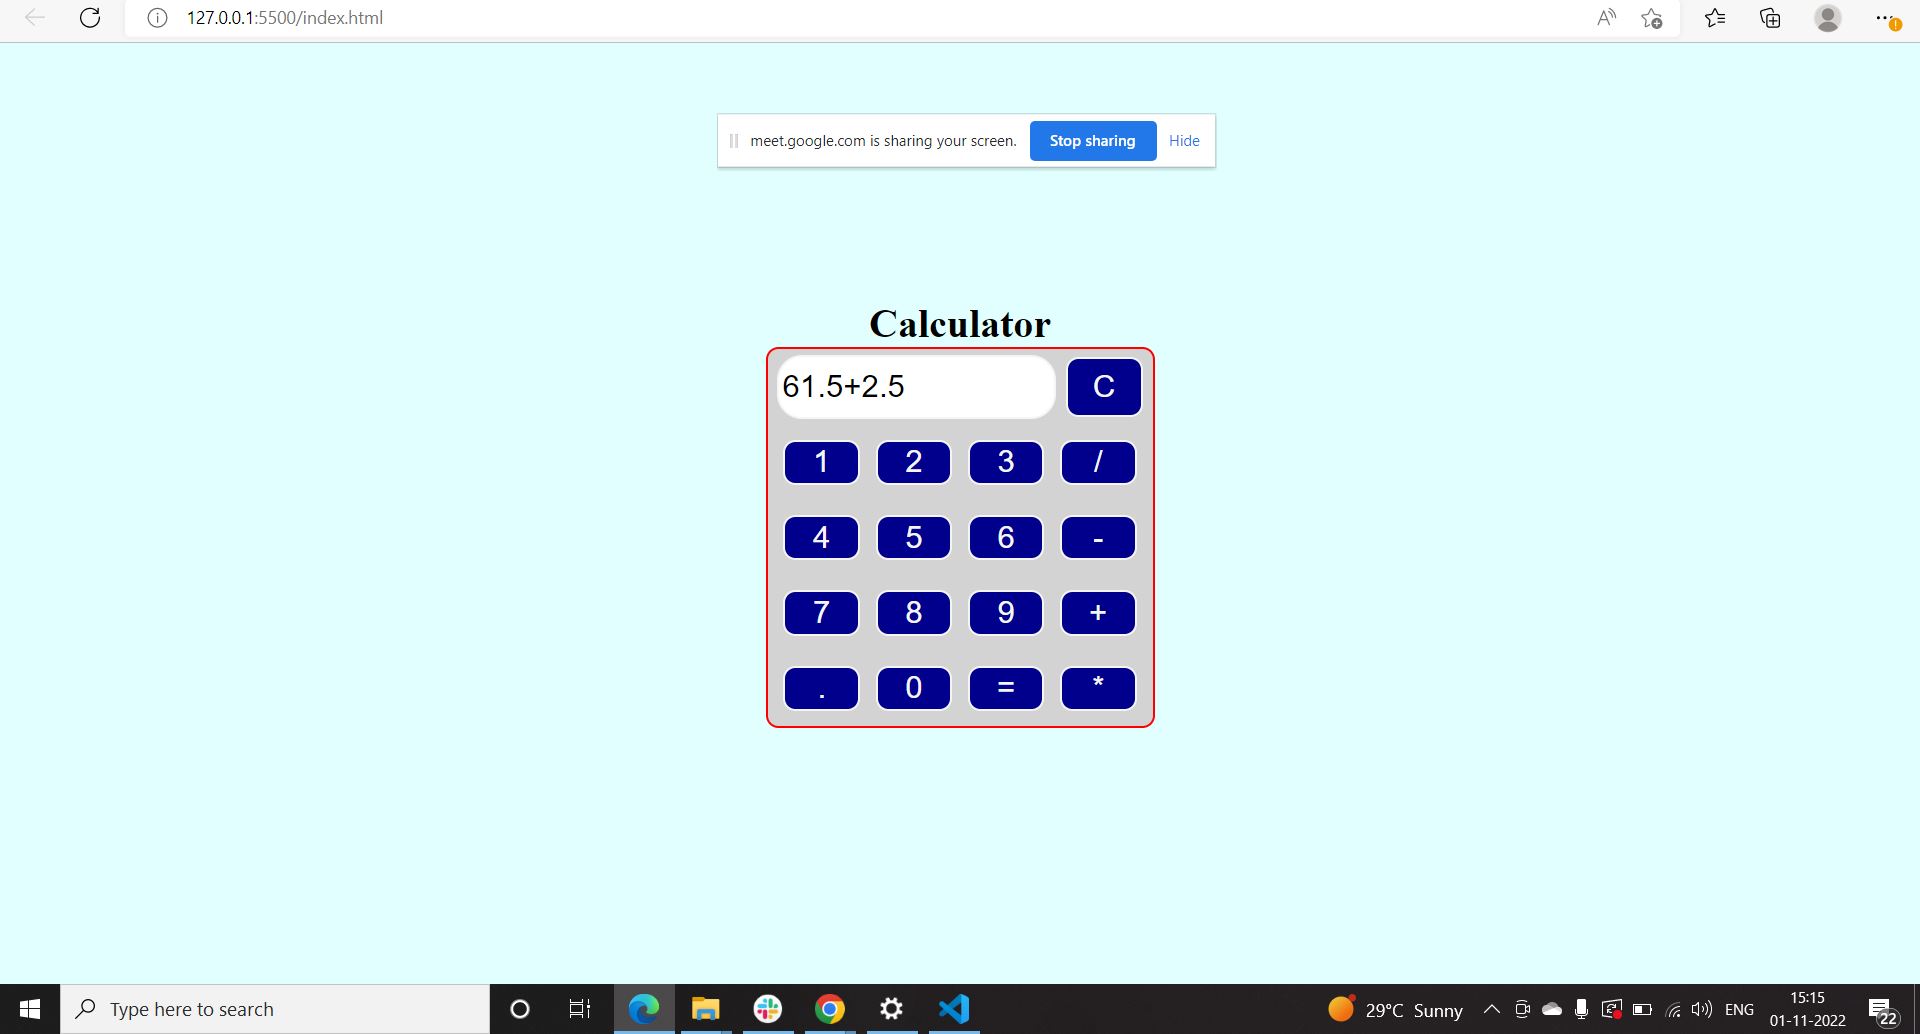 127.0.0.1:5500/index.html
meet.google.com is sharing your screen. Stop sharing Hide
Calculator
61.5+2.5 C
1 2 3 /
4 5 6 -
7 8 9 +
. 0 = *
Type here to search
29°C Sunny
ENG
15:15
01-11-2022
22